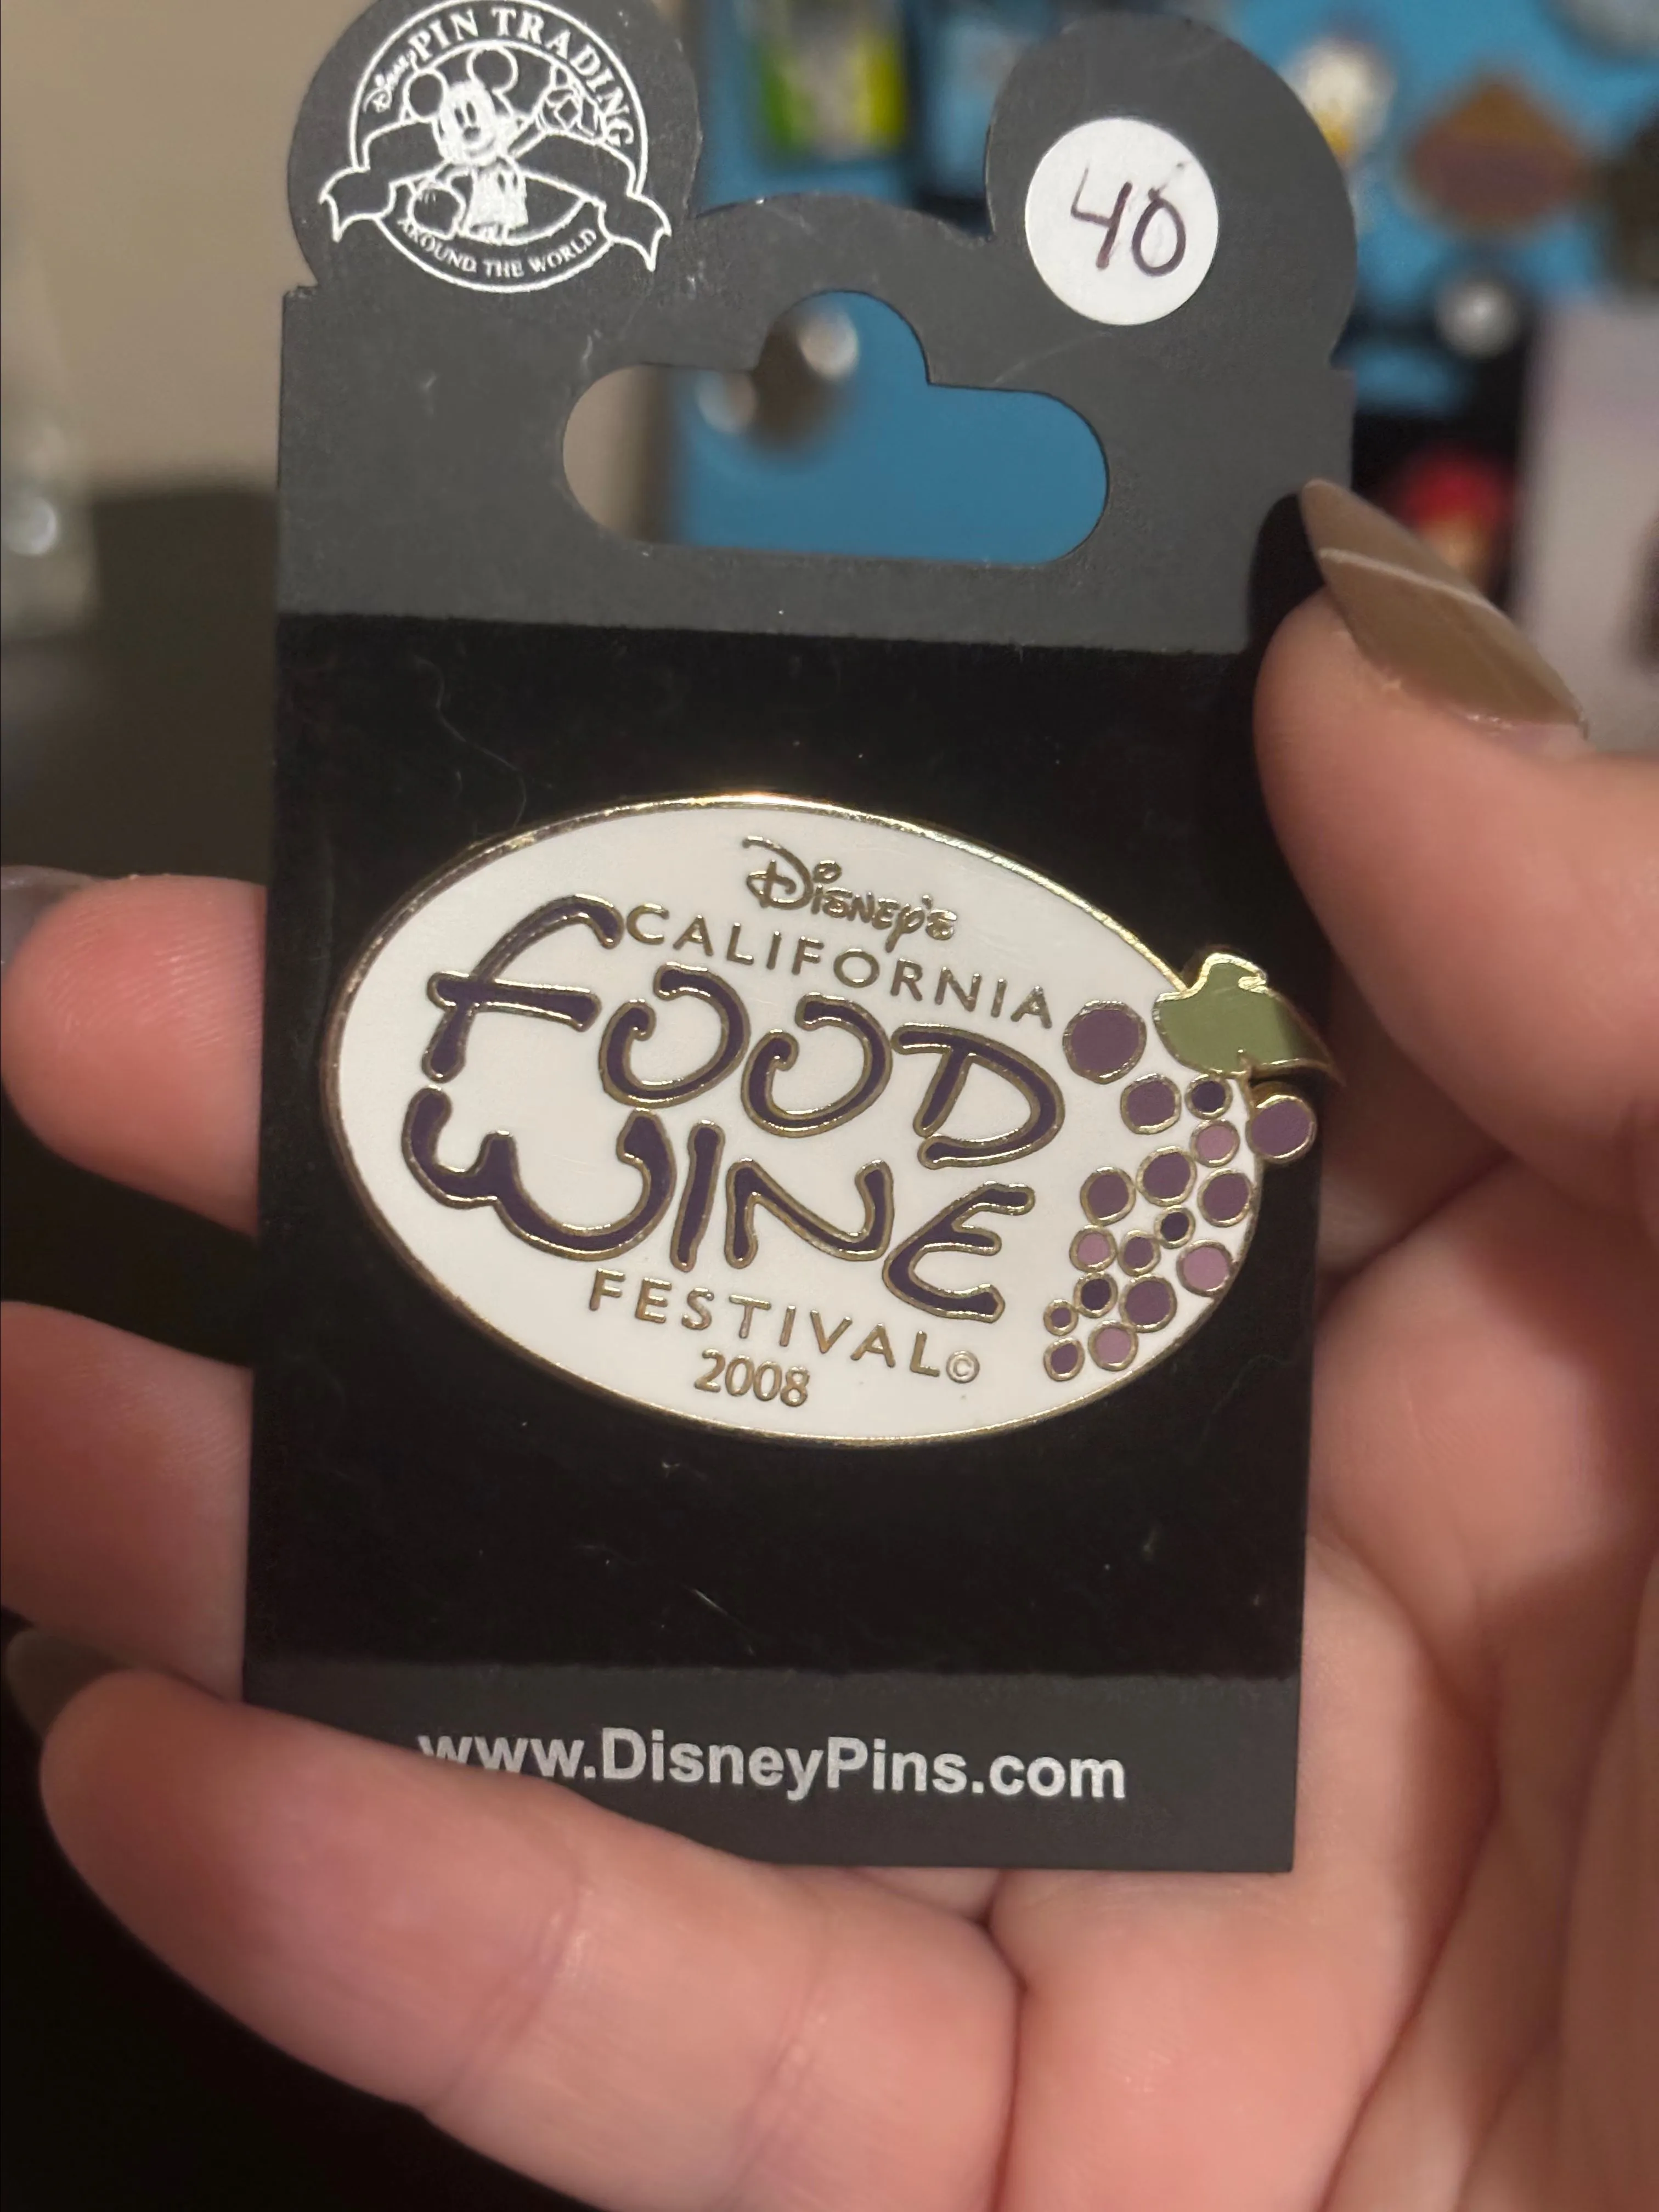 Disney PIN TRADING
AROUND THE WORLD
40
Disney's
CALIFORNIA
FOOD
WINE
FESTIVAL©
2008
www.DisneyPins.com